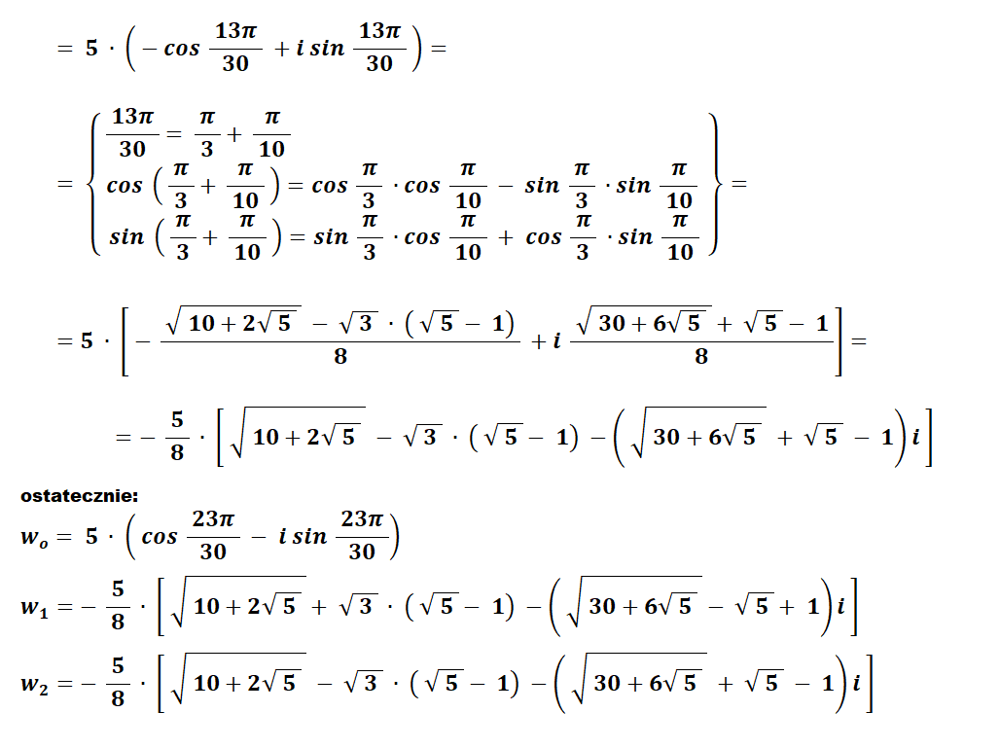 = 5 · ( − cos 13π/30 + i sin 13π/30 ) =
= { 13π/30 = π/3 + π/10
cos ( π/3 + π/10 ) = cos π/3 · cos π/10 − sin π/3 · sin π/10
sin ( π/3 + π/10 ) = sin π/3 · cos π/10 + cos π/3 · sin π/10 } =
= 5 · [ − (√(10 + 2√5) − √3 · (√5 − 1))/8 + i (√(30 + 6√5) + √5 − 1)/8 ] =
= − 5/8 · [ √(10 + 2√5) − √3 · (√5 − 1) − ( √(30 + 6√5) + √5 − 1 ) i ]
ostatecznie:
wₒ = 5 · ( cos 23π/30 − i sin 23π/30 )
w₁ = − 5/8 · [ √(10 + 2√5) + √3 · (√5 − 1) − ( √(30 + 6√5) − √5 + 1 ) i ]
w₂ = − 5/8 · [ √(10 + 2√5) − √3 · (√5 − 1) − ( √(30 + 6√5) + √5 − 1 ) i ]